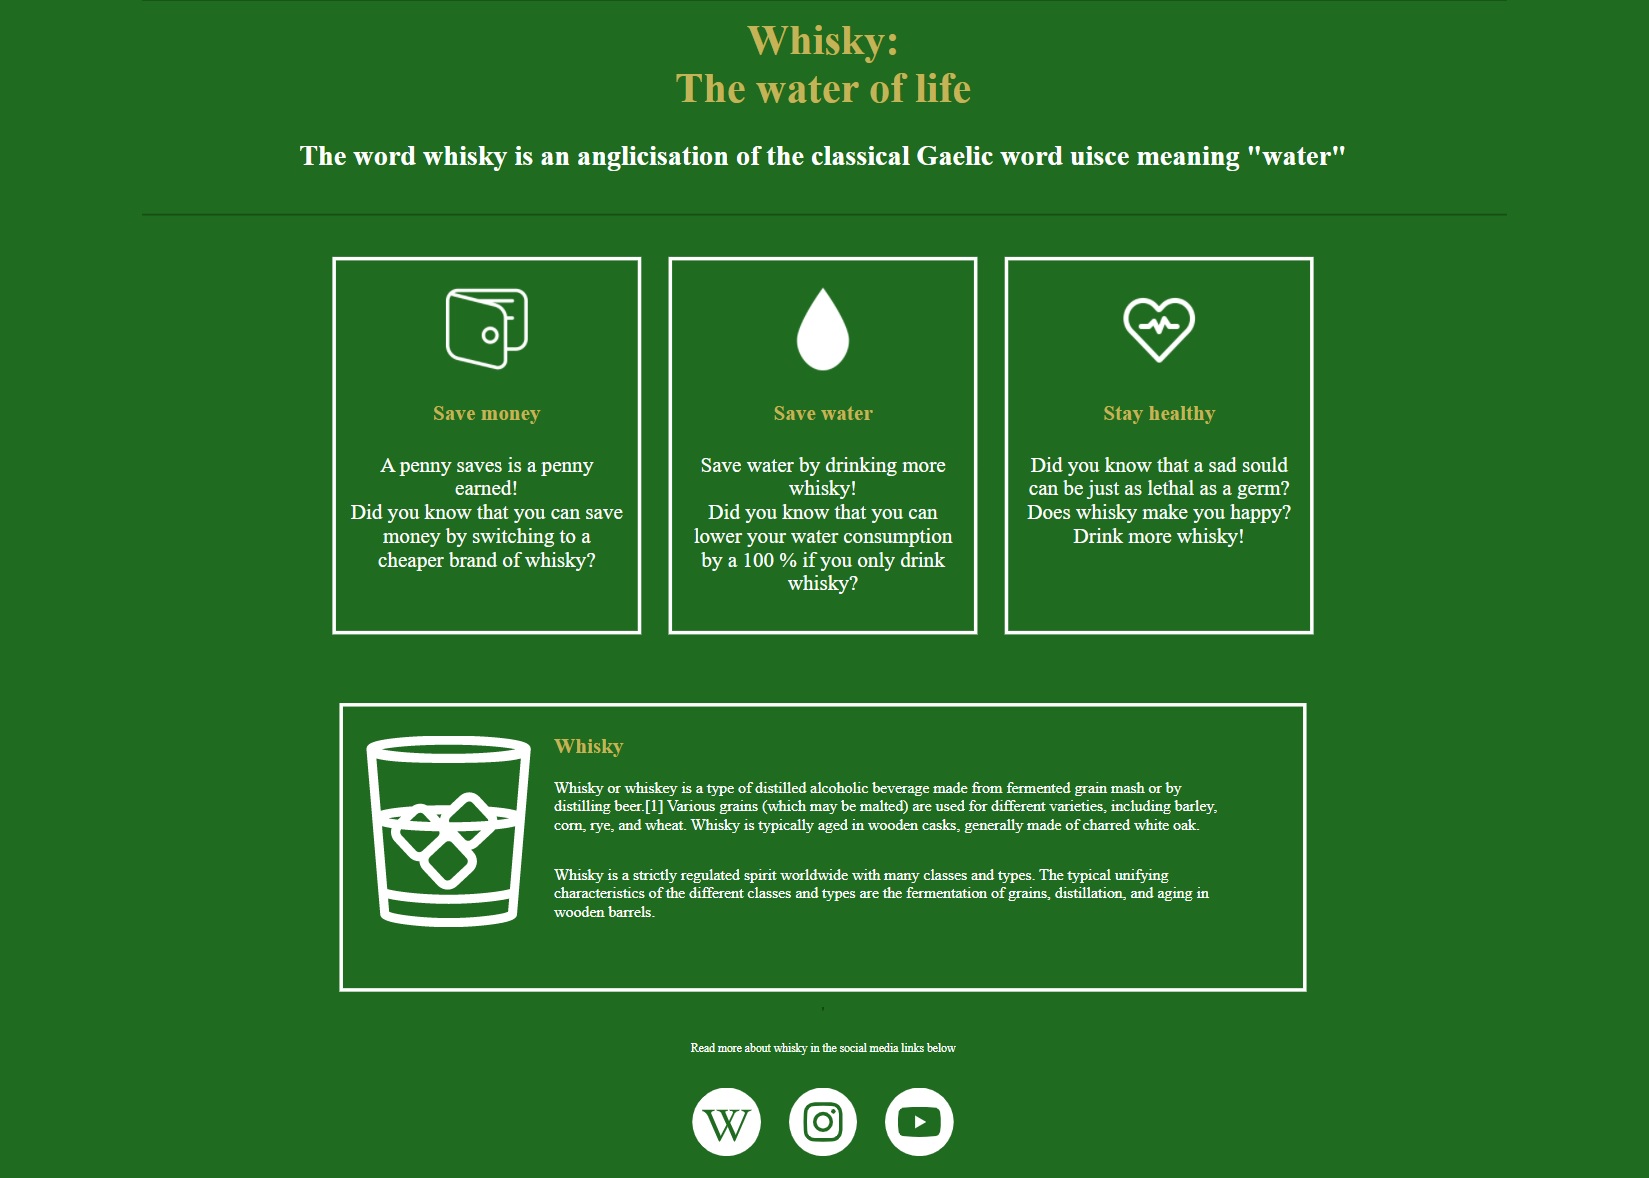 Whisky:
The water of life
The word whisky is an anglicisation of the classical Gaelic word uisce meaning "water"
Save money
A penny saves is a penny
earned!
Did you know that you can save
money by switching to a
cheaper brand of whisky?
Save water
Save water by drinking more
whisky!
Did you know that you can
lower your water consumption
by a 100 % if you only drink
whisky?
Stay healthy
Did you know that a sad sould
can be just as lethal as a germ?
Does whisky make you happy?
Drink more whisky!
Whisky
Whisky or whiskey is a type of distilled alcoholic beverage made from fermented grain mash or by
distilling beer.[1] Various grains (which may be malted) are used for different varieties, including barley,
corn, rye, and wheat. Whisky is typically aged in wooden casks, generally made of charred white oak.
Whisky is a strictly regulated spirit worldwide with many classes and types. The typical unifying
characteristics of the different classes and types are the fermentation of grains, distillation, and aging in
wooden barrels.
Read more about whisky in the social media links below
W